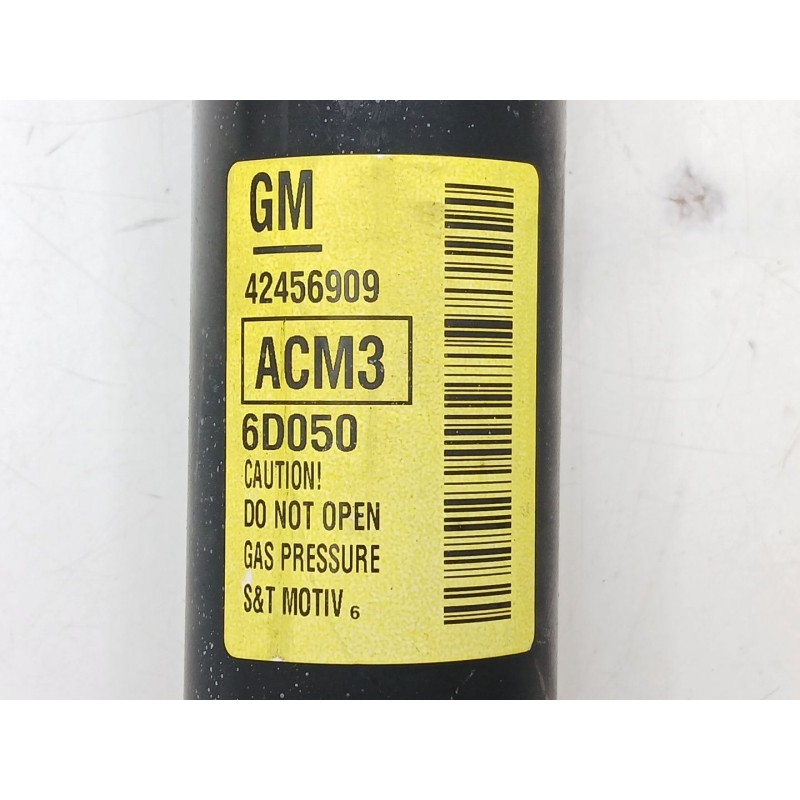 GM
42456909
ACM3
6D050
CAUTION!
DO NOT OPEN
GAS PRESSURE
S&T MOTIV 6